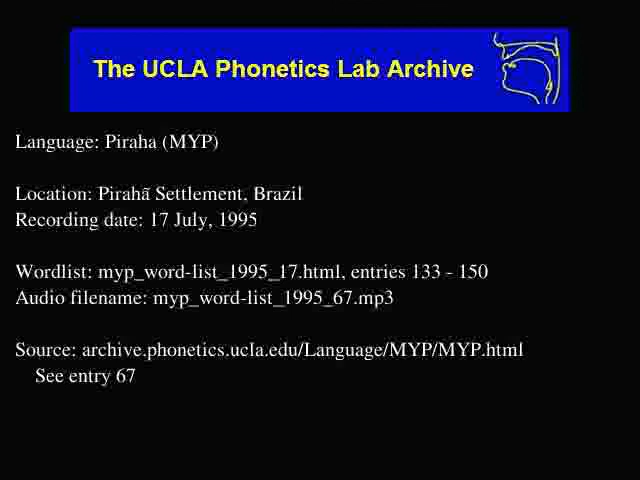 The UCLA Phonetics Lab Archive
Language: Piraha (MYP)
Location: Pirahã Settlement, Brazil
Recording date: 17 July, 1995
Wordlist: myp_word-list_1995_17.html, entries 133 - 150
Audio filename: myp_word-list_1995_67.mp3
Source: archive.phonetics.ucla.edu/Language/MYP/MYP.html
See entry 67